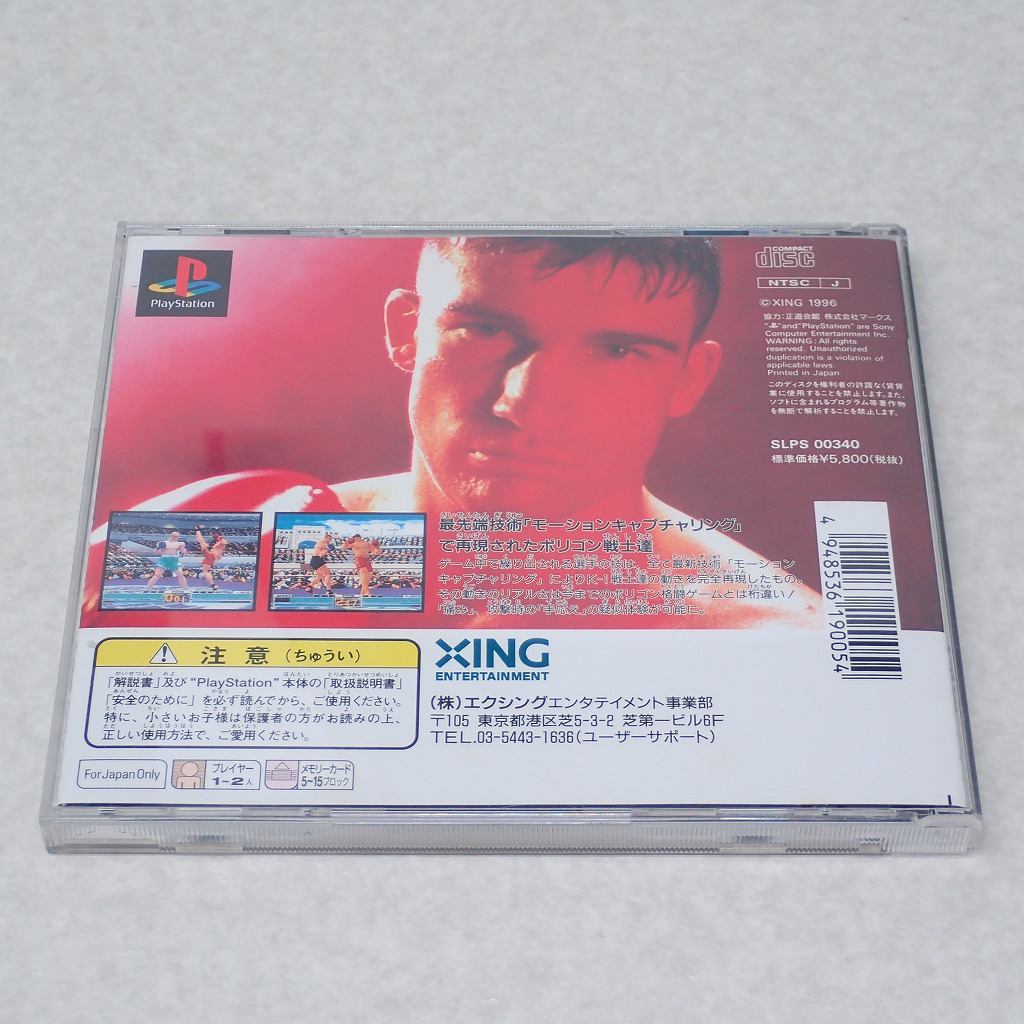 PlayStation
COMPACT
disc
NTSC J
©XING 1996
協力:正道会館 株式会社マークス
" "and"PlayStation" are Sony
Computer Entertainment Inc.
WARNING: All rights
reserved. Unauthorized
duplication is a violation of
applicable laws.
Printed in Japan
このディスクを権利者の許諾なく賃貸
業に使用することを禁止します。また、
ソフトに含まれるプログラム等著作物
を無断で解析することを禁止します。
SLPS 00340
標準価格¥5,800(税抜)
最先端技術「モーションキャプチャリング」
で再現されたポリゴン戦士達
ゲーム中で繰り出される選手の技は、全て最新技術「モーション
キャプチャリング」によりK-1戦士達の動きを完全再現したもの。
その動きのリアルさは今までのポリゴン格闘ゲームとは桁違い!
「痛み」、攻撃時の「手応え」の疑似体験が可能に。
4 948536 190054
注意(ちゅうい)
「解説書」及び"PlayStation"本体の「取扱説明書」
「安全のために」を必ず読んでから、ご使用ください。
特に、小さいお子様は保護者の方がお読みの上、
正しい使用方法で、ご愛用ください。
XING
ENTERTAINMENT
(株)エクシングエンタテイメント事業部
〒105 東京都港区芝5-3-2 芝第一ビル6F
TEL.03-5443-1636(ユーザーサポート)
For Japan Only
プレイヤー
1~2人
メモリーカード
5~15ブロック